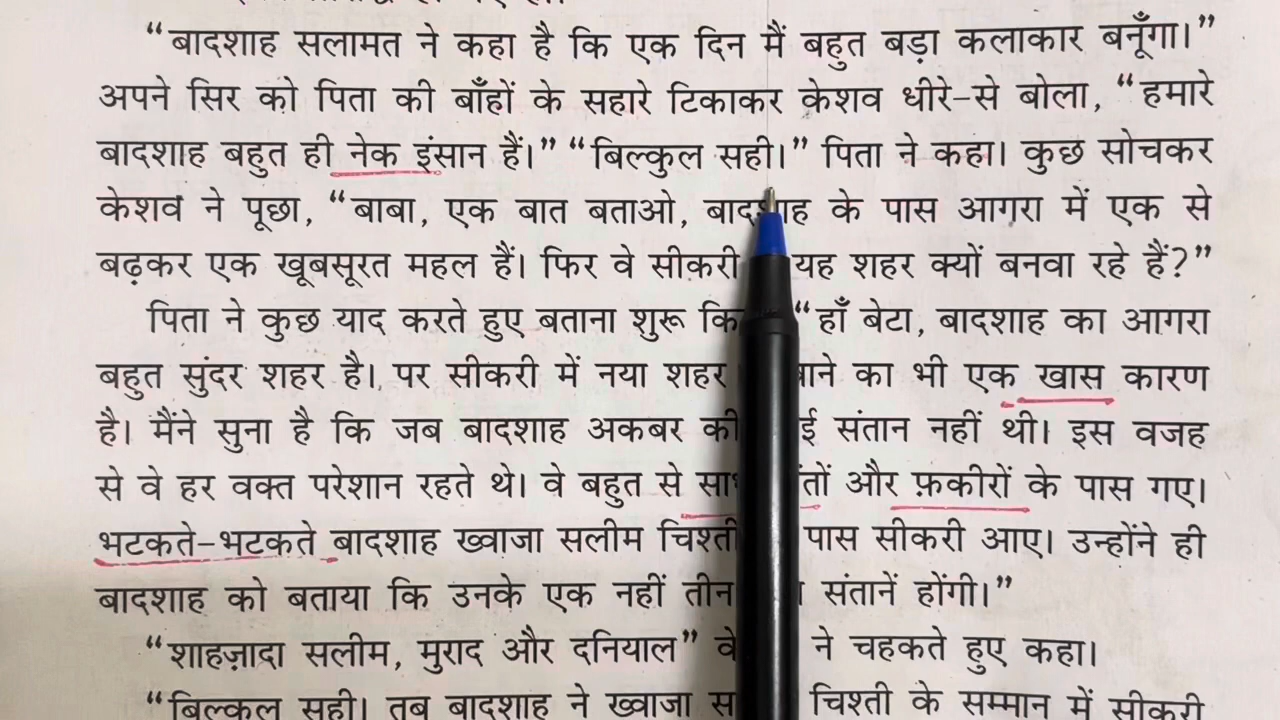 “बादशाह सलामत ने कहा है कि एक दिन मैं बहुत बड़ा कलाकार बनूँगा।”
अपने सिर को पिता की बाँहों के सहारे टिकाकर केशव धीरे-से बोला, “हमारे
बादशाह बहुत ही नेक इंसान हैं।” “बिल्कुल सही।” पिता ने कहा। कुछ सोचकर
केशव ने पूछा, “बाबा, एक बात बताओ, बादशाह के पास आगरा में एक से
बढ़कर एक खूबसूरत महल हैं। फिर वे सीकरी यह शहर क्यों बनवा रहे हैं?”
पिता ने कुछ याद करते हुए बताना शुरू “हाँ बेटा, बादशाह का आगरा
बहुत सुंदर शहर है। पर सीकरी में नया शहर का भी एक खास कारण
है। मैंने सुना है कि जब बादशाह अकबर की संतान नहीं थी। इस वजह
से वे हर वक्त परेशान रहते थे। वे बहुत से और फ़कीरों के पास गए।
भटकते-भटकते बादशाह ख्वाजा सलीम चिश्ती पास सीकरी आए। उन्होंने ही
बादशाह को बताया कि उनके एक नहीं तीन संतानें होंगी।”
“शाहज़ादा सलीम, मुराद और दनियाल” ने चहकते हुए कहा।
“बिल्कुल सही। तब बादशाह ने ख्वाजा चिश्ती के सम्मान में सीकरी